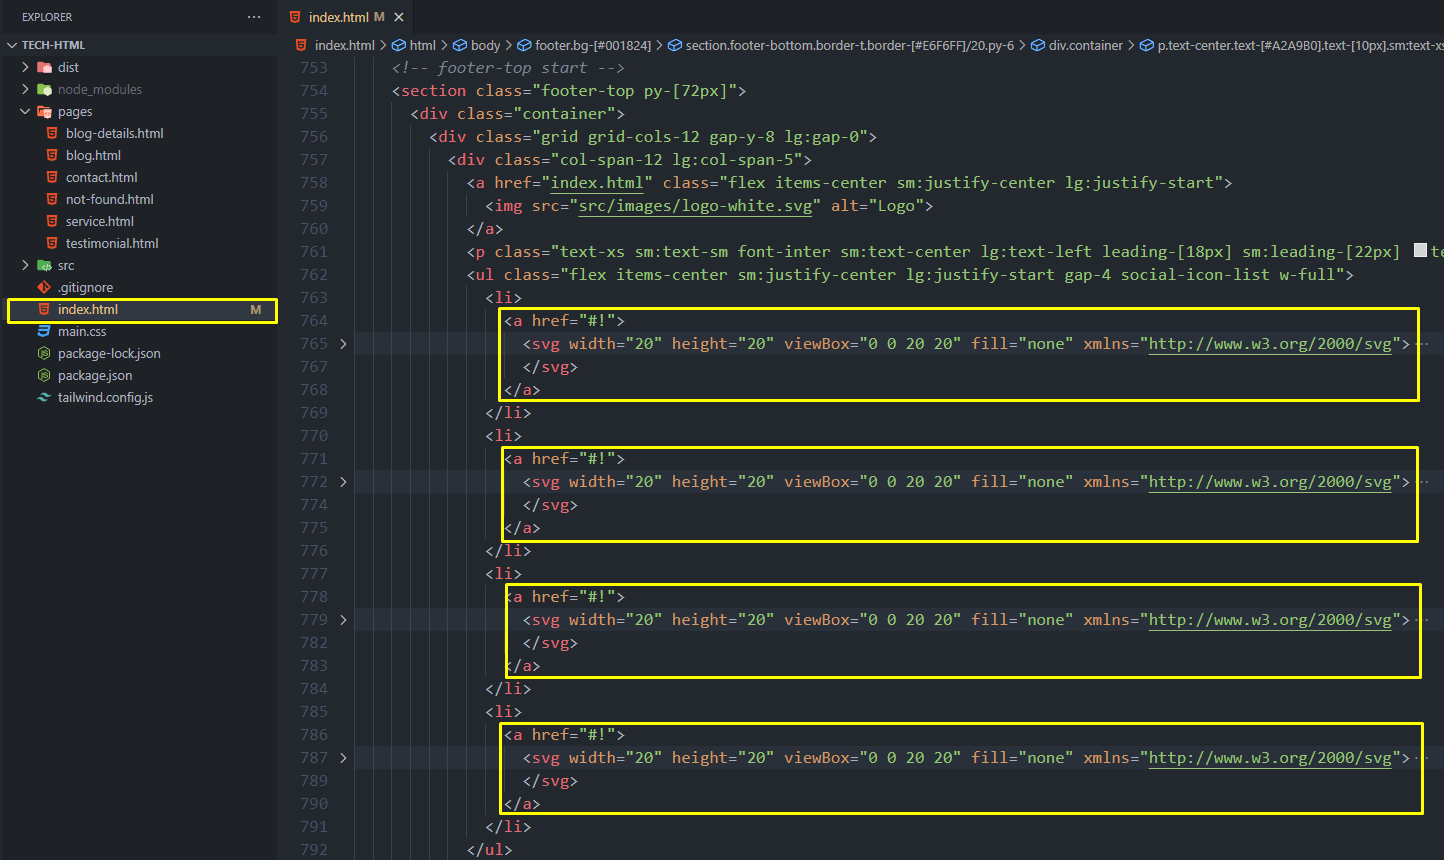 EXPLORER ···
TECH-HTML
dist
node_modules
pages
blog-details.html
blog.html
contact.html
not-found.html
service.html
testimonial.html
src
.gitignore
index.html M
main.css
package-lock.json
package.json
tailwind.config.js
index.html M ×
index.html > html > body > footer.bg-[#001824] > section.footer-bottom.border-t.border-[#E6F6FF]/20.py-6 > div.container > p.text-center.text-[#A2A9B0].text-[10px].sm:text-xs
753 <!-- footer-top start -->
754 <section class="footer-top py-[72px]">
755 <div class="container">
756 <div class="grid grid-cols-12 gap-y-8 lg:gap-0">
757 <div class="col-span-12 lg:col-span-5">
758 <a href="index.html" class="flex items-center sm:justify-center lg:justify-start">
759 <img src="src/images/logo-white.svg" alt="Logo">
760 </a>
761 <p class="text-xs sm:text-sm font-inter sm:text-center lg:text-left leading-[18px] sm:leading-[22px] te
762 <ul class="flex items-center sm:justify-center lg:justify-start gap-4 social-icon-list w-full">
763 <li>
764 <a href="#!">
765 <svg width="20" height="20" viewBox="0 0 20 20" fill="none" xmlns="http://www.w3.org/2000/svg">···
767 </svg>
768 </a>
769 </li>
770 <li>
771 <a href="#!">
772 <svg width="20" height="20" viewBox="0 0 20 20" fill="none" xmlns="http://www.w3.org/2000/svg">···
774 </svg>
775 </a>
776 </li>
777 <li>
778 <a href="#!">
779 <svg width="20" height="20" viewBox="0 0 20 20" fill="none" xmlns="http://www.w3.org/2000/svg">···
782 </svg>
783 </a>
784 </li>
785 <li>
786 <a href="#!">
787 <svg width="20" height="20" viewBox="0 0 20 20" fill="none" xmlns="http://www.w3.org/2000/svg">···
789 </svg>
790 </a>
791 </li>
792 </ul>